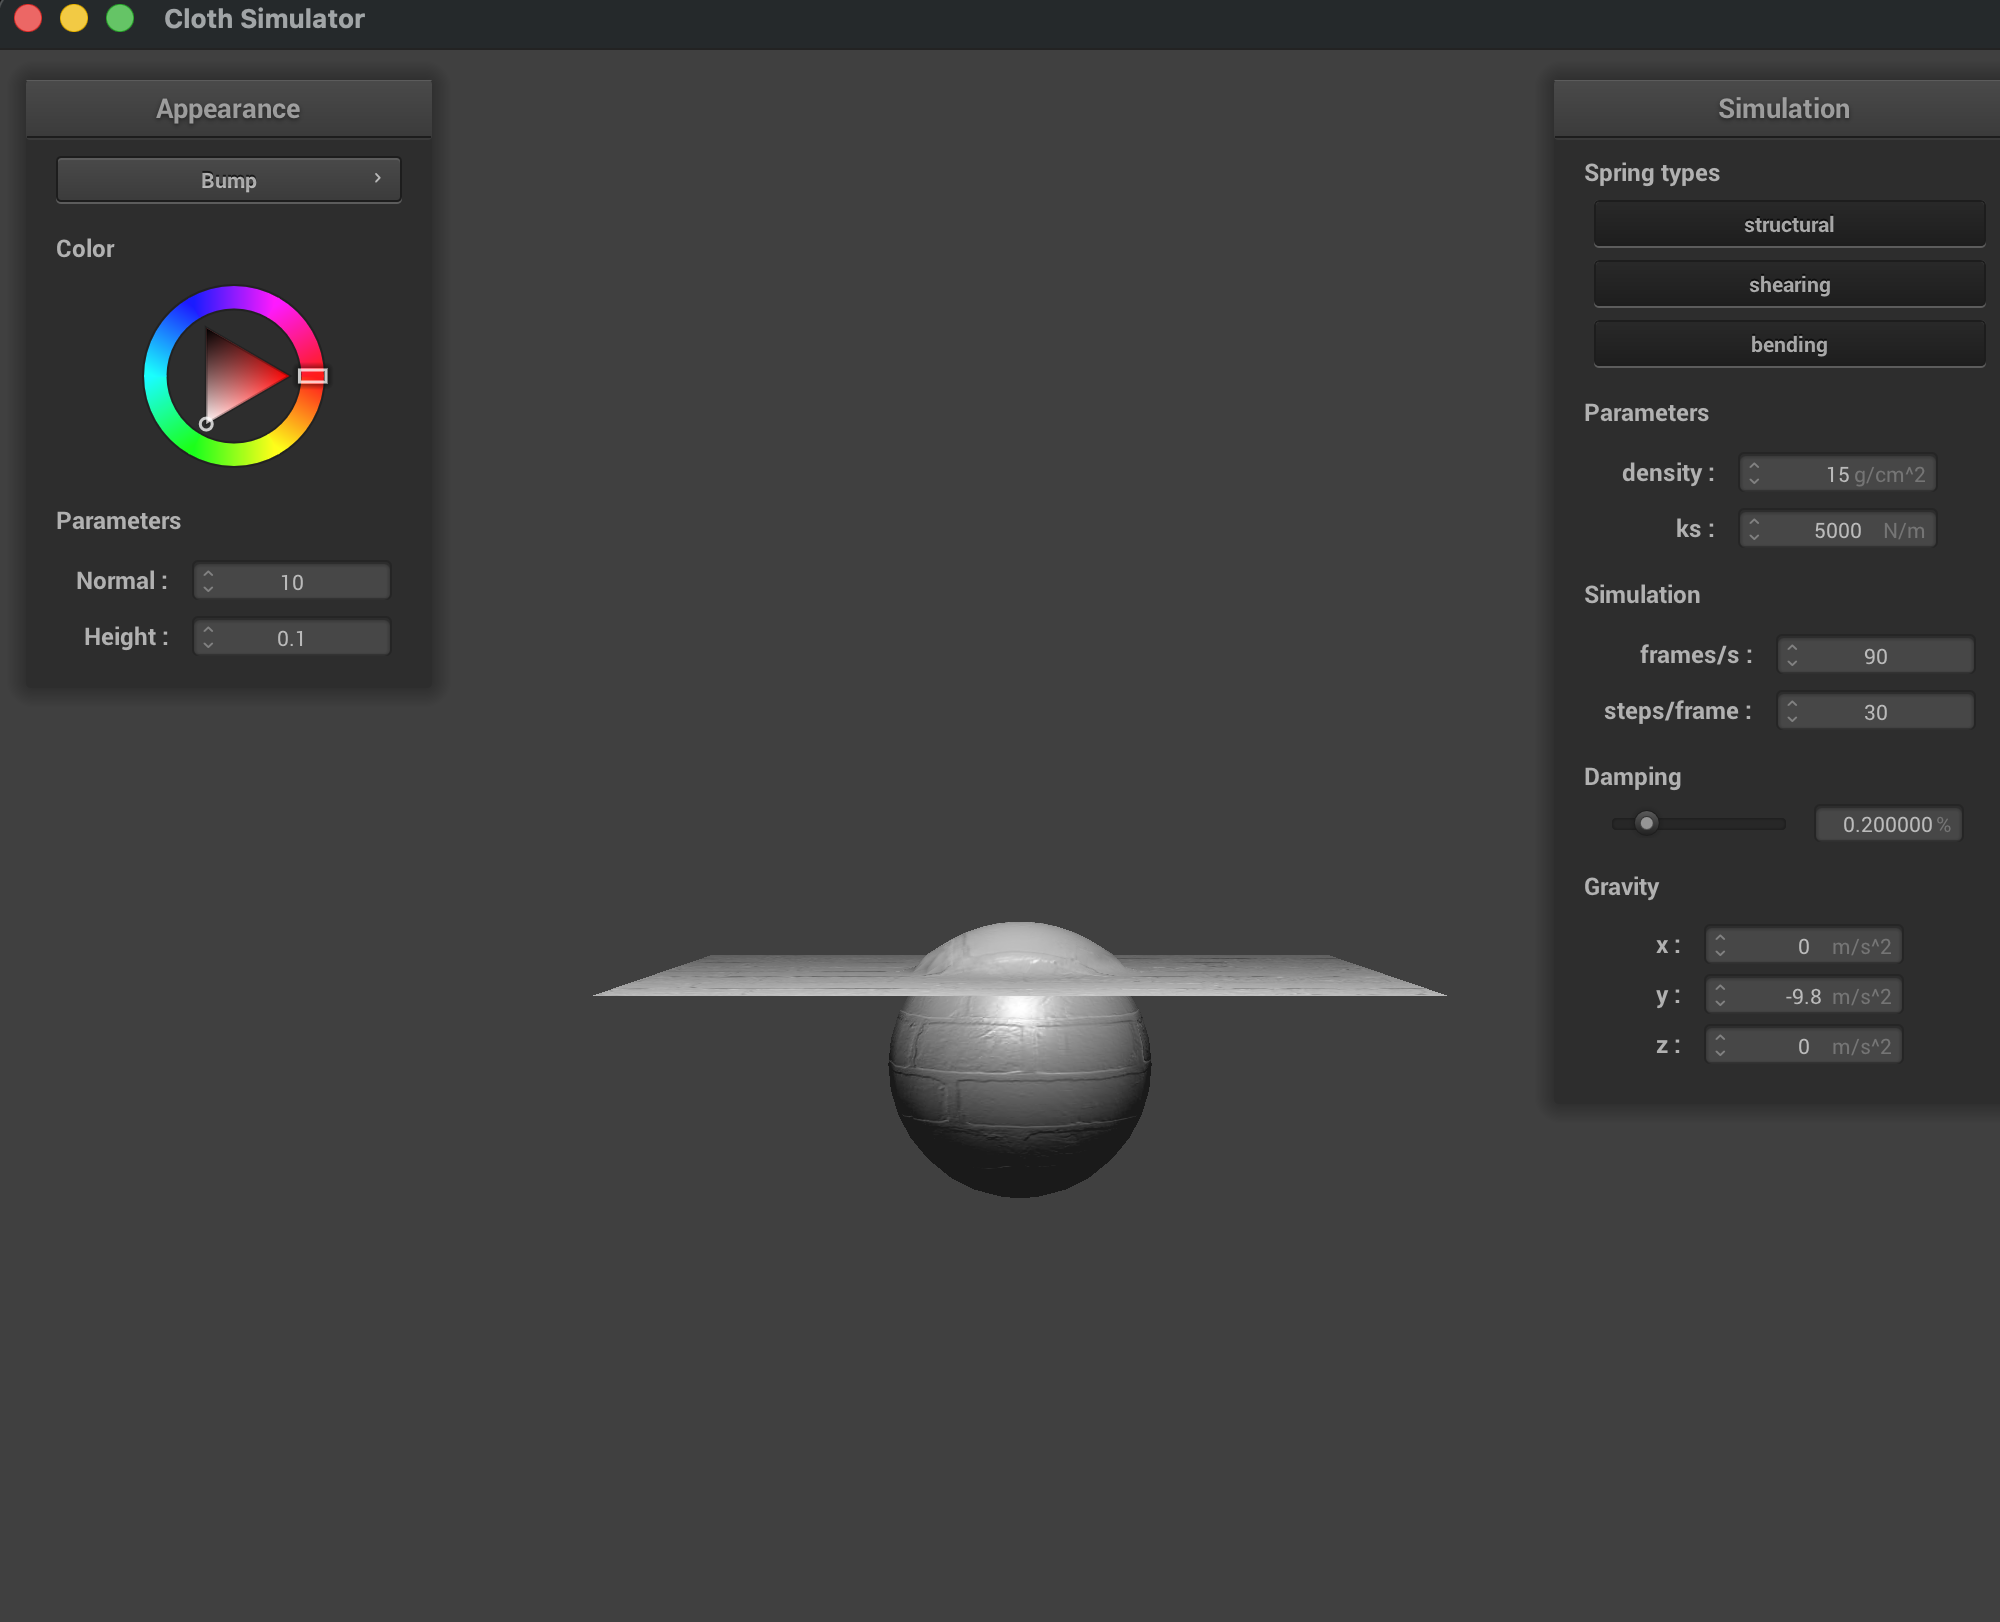 Cloth Simulator
Appearance
Bump
Color
Parameters
Normal : 10
Height : 0.1
Simulation
Spring types
structural
shearing
bending
Parameters
density : 15 g/cm^2
ks : 5000 N/m
Simulation
frames/s : 90
steps/frame : 30
Damping
0.200000 %
Gravity
x : 0 m/s^2
y : -9.8 m/s^2
z : 0 m/s^2